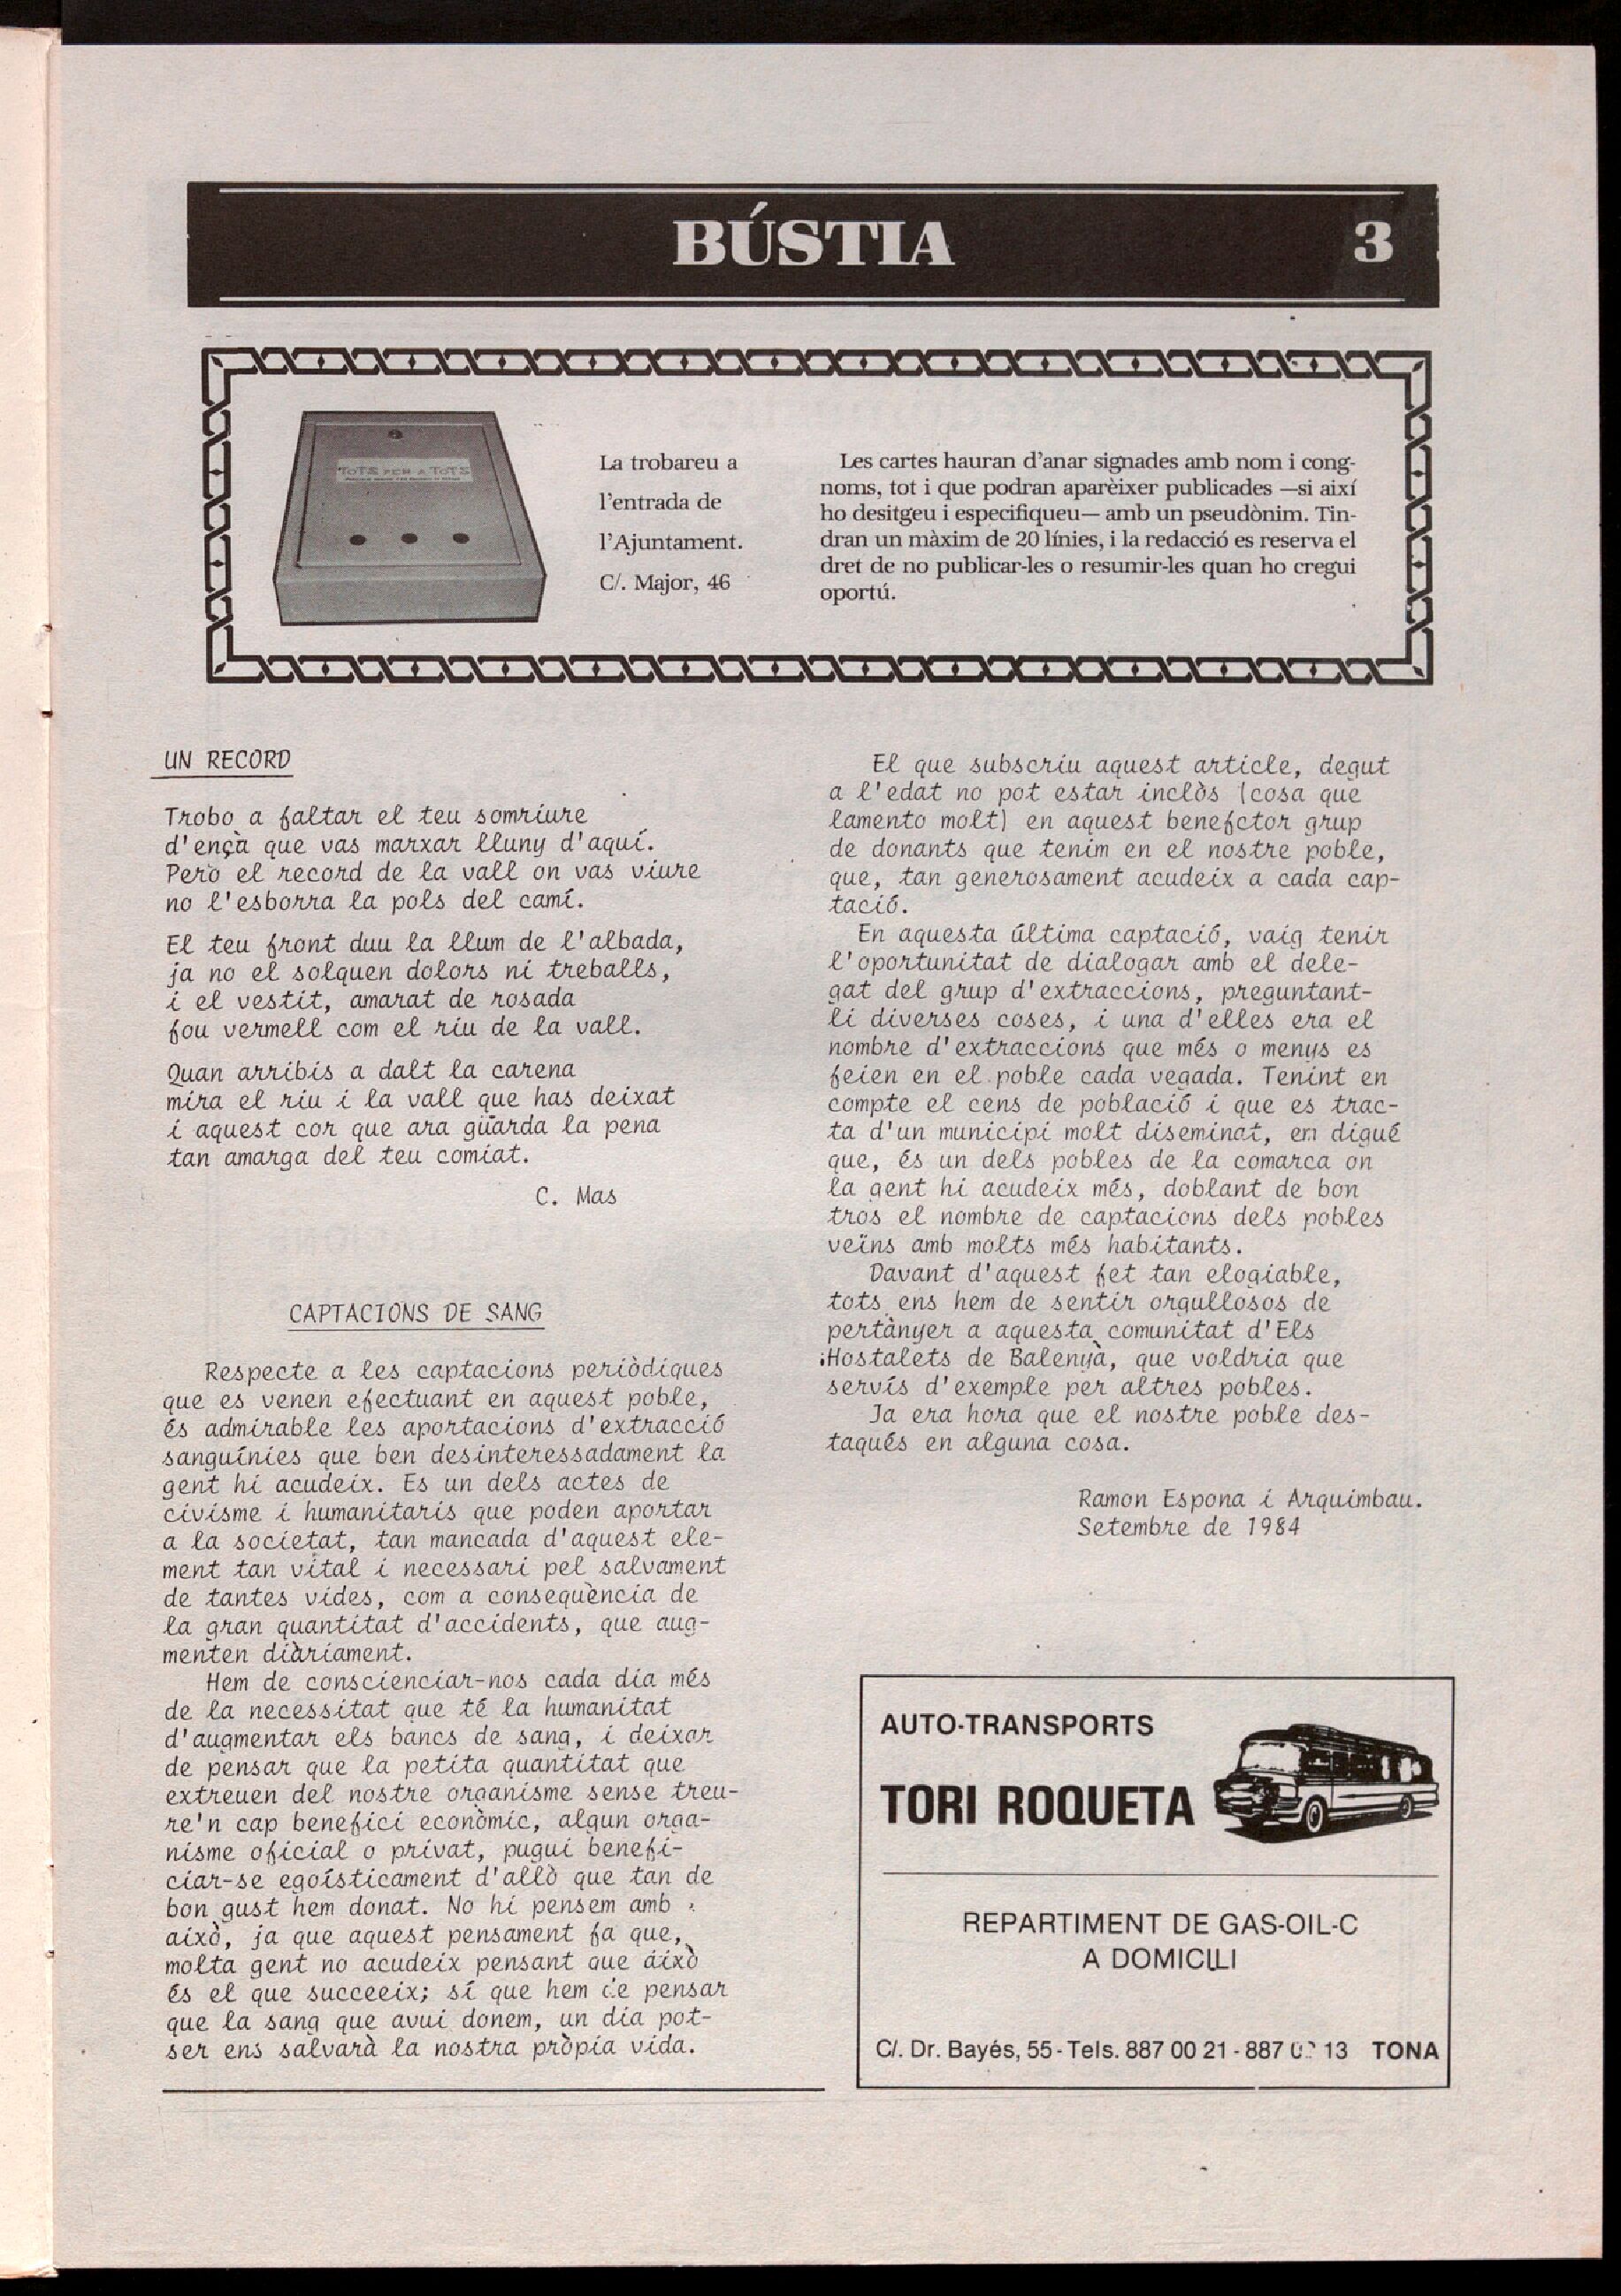 BÚSTIA
3
TOTS PER A TOTS
La trobareu a
l'entrada de
l'Ajuntament.
C/. Major, 46
Les cartes hauran d'anar signades amb nom i cong-
noms, tot i que podran aparèixer publicades —si així
ho desitgeu i especifiqueu— amb un pseudònim. Tin-
dran un màxim de 20 línies, i la redacció es reserva el
dret de no publicar-les o resumir-les quan ho cregui
oportú.
UN RECORD
Trobo a faltar el teu somriure
d'ençà que vas marxar lluny d'aquí.
Però el record de la vall on vas viure
no l'esborra la pols del camí.
El teu front duu la llum de l'albada,
ja no el solquen dolors ni treballs,
i el vestit, amarat de rosada
fou vermell com el riu de la vall.
Quan arribis a dalt la carena
mira el riu i la vall que has deixat
i aquest cor que ara güarda la pena
tan amarga del teu comiat.
C. Mas
CAPTACIONS DE SANG
Respecte a les captacions periòdiques
que es venen efectuant en aquest poble,
és admirable les aportacions d'extracció
sanguínies que ben desinteressadament la
gent hi acudeix. Es un dels actes de
civisme i humanitaris que poden aportar
a la societat, tan mancada d'aquest ele-
ment tan vital i necessari pel salvament
de tantes vides, com a consequència de
la gran quantitat d'accidents, que aug-
menten diàriament.
Hem de conscienciar-nos cada dia més
de la necessitat que té la humanitat
d'augmentar els bancs de sang, i deixar
de pensar que la petita quantitat que
extreuen del nostre organisme sense treu-
re'n cap benefici econòmic, algun orga-
nisme oficial o privat, pugui benefi-
ciar-se egoísticament d'allò que tan de
bon gust hem donat. No hi pensem amb
això, ja que aquest pensament fa que,
molta gent no acudeix pensant que això
és el que succeeix; sí que hem de pensar
que la sang que avui donem, un dia pot-
ser ens salvarà la nostra pròpia vida.
El que subscriu aquest article, degut
a l'edat no pot estar inclòs (cosa que
lamento molt) en aquest benefctor grup
de donants que tenim en el nostre poble,
que, tan generosament acudeix a cada cap-
tació.
En aquesta última captació, vaig tenir
l'oportunitat de dialogar amb el dele-
gat del grup d'extraccions, preguntant-
li diverses coses, i una d'elles era el
nombre d'extraccions que més o menys es
feien en el poble cada vegada. Tenint en
compte el cens de població i que es trac-
ta d'un municipi molt diseminat, em digué
que, és un dels pobles de la comarca on
la gent hi acudeix més, doblant de bon
tros el nombre de captacions dels pobles
veïns amb molts més habitants.
Davant d'aquest fet tan elogiable,
tots ens hem de sentir orgullosos de
pertànyer a aquesta comunitat d'Els
Hostalets de Balenyà, que voldria que
servís d'exemple per altres pobles.
Ja era hora que el nostre poble des-
taqués en alguna cosa.
Ramon Espona i Arquimbau.
Setembre de 1984
AUTO-TRANSPORTS
TORI ROQUETA
REPARTIMENT DE GAS-OIL-C
A DOMICILI
C/. Dr. Bayés, 55 - Tels. 887 00 21 - 887 13 TONA